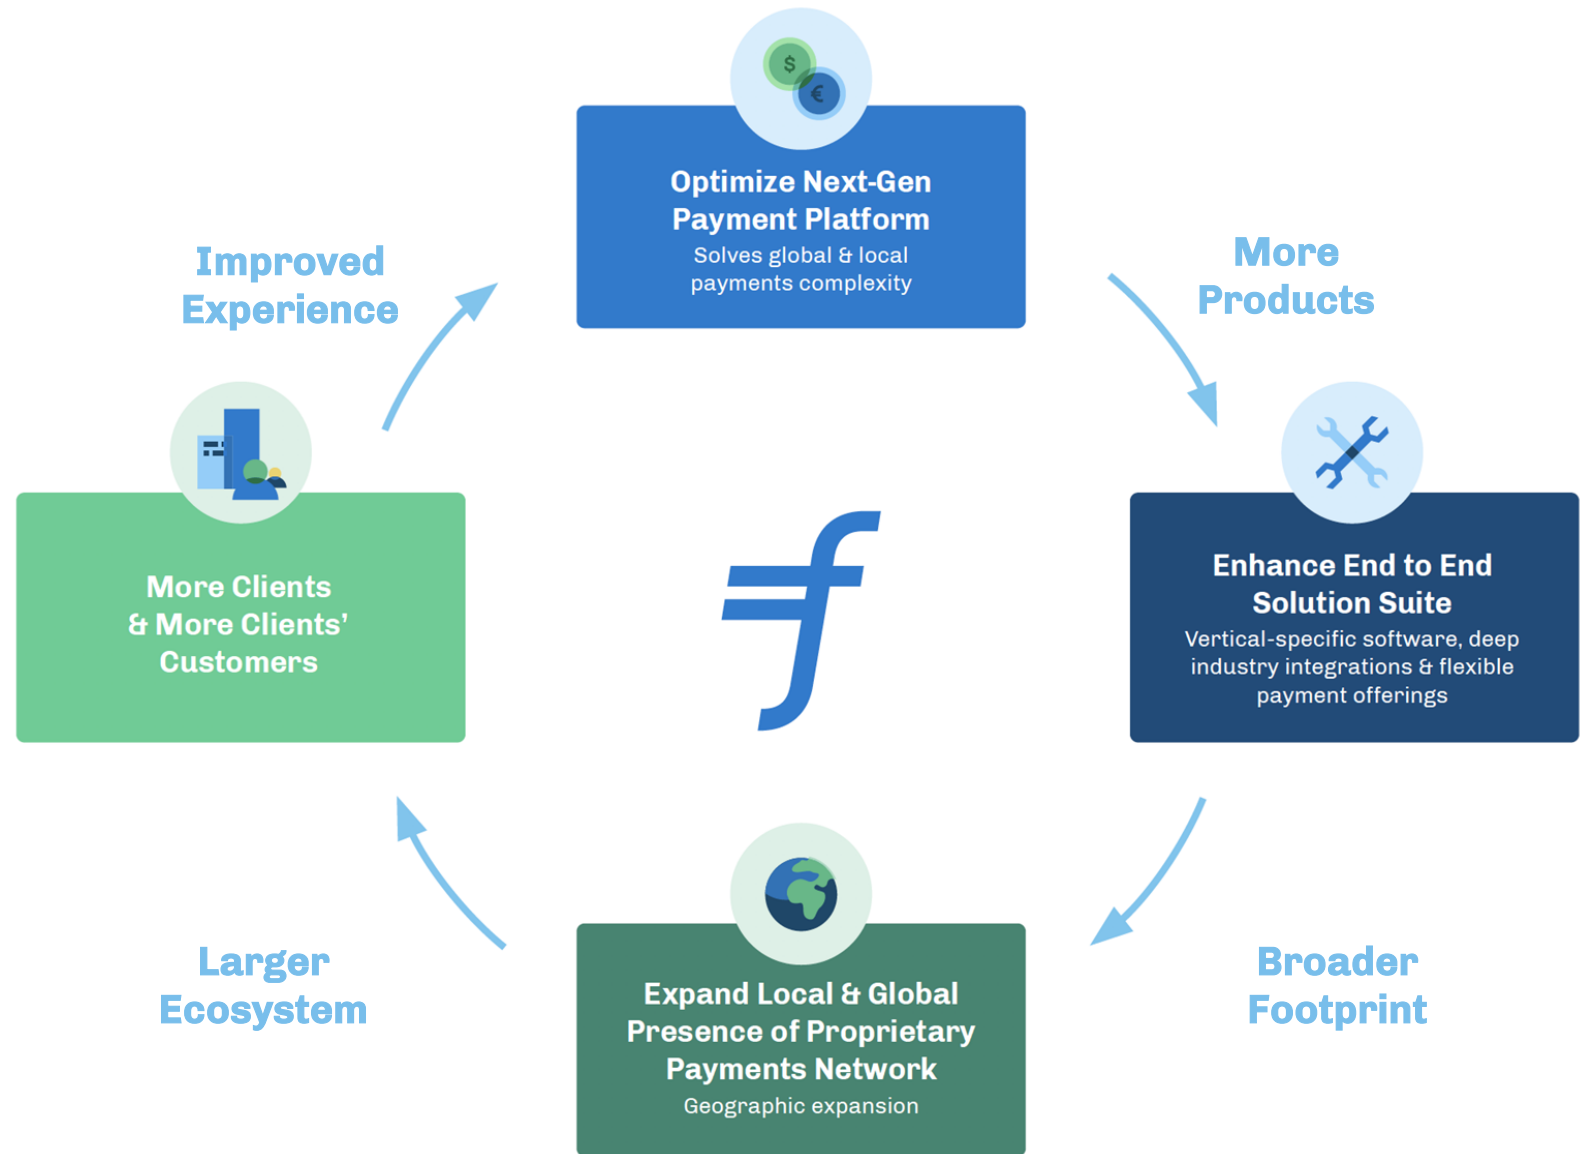 Optimize Next-Gen
Payment Platform
Solves global & local
payments complexity
More
Products
Enhance End to End
Solution Suite
Vertical-specific software, deep
industry integrations & flexible
payment offerings
Broader
Footprint
Expand Local & Global
Presence of Proprietary
Payments Network
Geographic expansion
Larger
Ecosystem
More Clients
& More Clients’
Customers
Improved
Experience
$
€